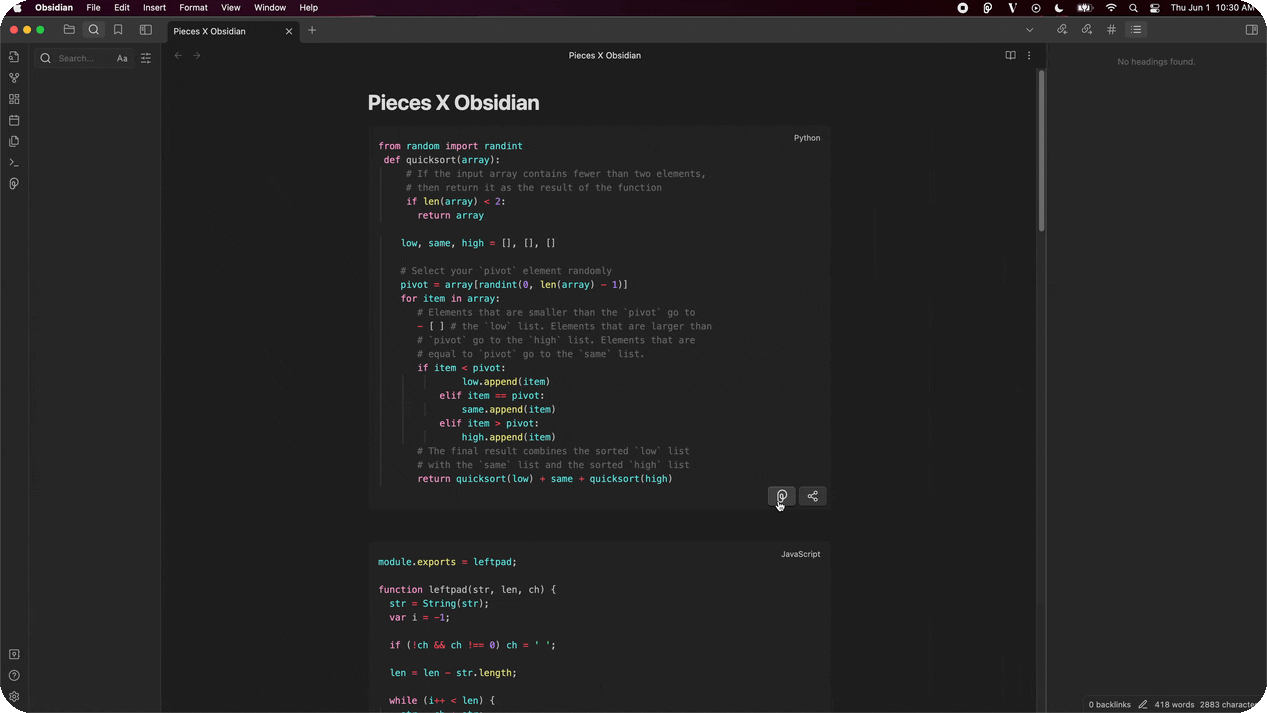 Obsidian File Edit Insert Format View Window Help
Thu Jun 1 10:30 AM
Pieces X Obsidian
Search... Aa
Pieces X Obsidian
No headings found.
Pieces X Obsidian
Python
from random import randint
def quicksort(array):
# If the input array contains fewer than two elements,
# then return it as the result of the function
if len(array) < 2:
return array
low, same, high = [], [], []
# Select your `pivot` element randomly
pivot = array[randint(0, len(array) - 1)]
for item in array:
# Elements that are smaller than the `pivot` go to
- [ ] # the `low` list. Elements that are larger than
# `pivot` go to the `high` list. Elements that are
# equal to `pivot` go to the `same` list.
if item < pivot:
low.append(item)
elif item == pivot:
same.append(item)
elif item > pivot:
high.append(item)
# The final result combines the sorted `low` list
# with the `same` list and the sorted `high` list
return quicksort(low) + same + quicksort(high)
JavaScript
module.exports = leftpad;
function leftpad(str, len, ch) {
str = String(str);
var i = -1;
if (!ch && ch !== 0) ch = ' ';
len = len - str.length;
while (i++ < len) {
0 backlinks 418 words 2883 character